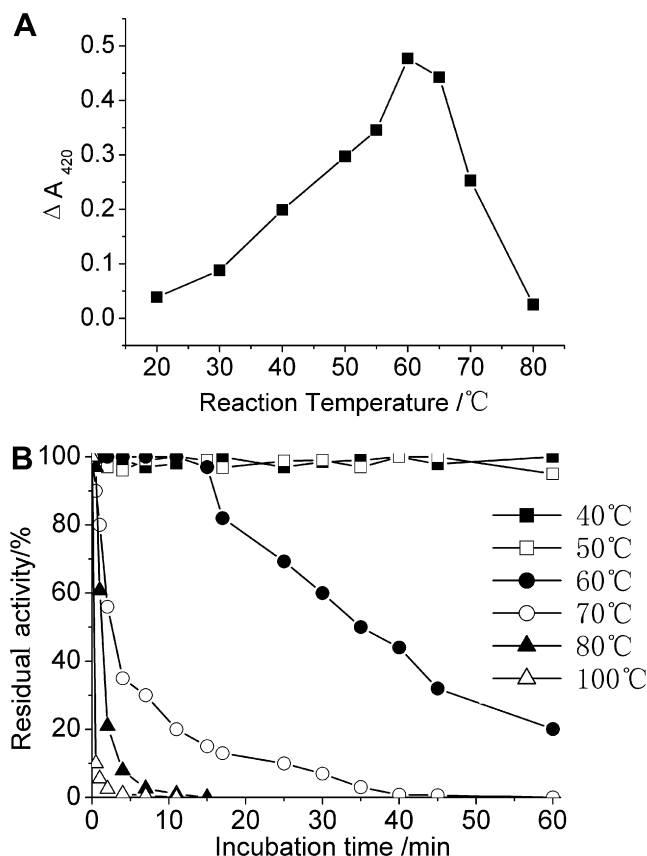 A
0.5
0.4
0.3
0.2
0.1
0.0
Δ A 420
20 30 40 50 60 70 80
Reaction Temperature /℃
B
100
80
60
40
20
0
Residual activity/%
40℃
50℃
60℃
70℃
80℃
100℃
0 10 20 30 40 50 60
Incubation time /min